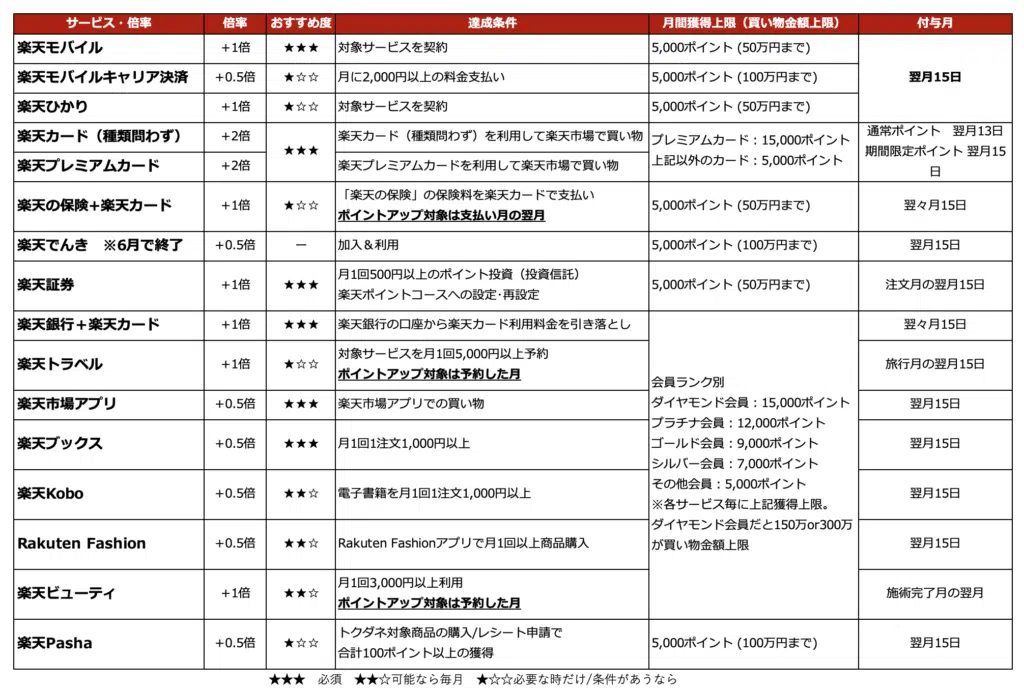 サービス・倍率 倍率 おすすめ度 達成条件 月間獲得上限（買い物金額上限） 付与月
楽天モバイル +1倍 ★★★ 対象サービスを契約 5,000ポイント (50万円まで)
楽天モバイルキャリア決済 +0.5倍 ★☆☆ 月に2,000円以上の料金支払い 5,000ポイント (100万円まで) 翌月15日
楽天ひかり +1倍 ★☆☆ 対象サービスを契約 5,000ポイント (50万円まで)
楽天カード（種類問わず） +2倍 楽天カード（種類問わず）を利用して楽天市場で買い物
★★★
楽天プレミアムカード +2倍 楽天プレミアムカードを利用して楽天市場で買い物
プレミアムカード：15,000ポイント
上記以外のカード：5,000ポイント
通常ポイント　翌月13日
期間限定ポイント 翌月15
日
楽天の保険+楽天カード +1倍 ★☆☆ 「楽天の保険」の保険料を楽天カードで支払い
ポイントアップ対象は支払い月の翌月
5,000ポイント (50万円まで) 翌々月15日
楽天でんき　※6月で終了 +0.5倍 － 加入＆利用 5,000ポイント (100万円まで) 翌月15日
楽天証券 +1倍 ★★★ 月1回500円以上のポイント投資（投資信託）
楽天ポイントコースへの設定･再設定
5,000ポイント (50万円まで) 注文月の翌月15日
楽天銀行＋楽天カード +1倍 ★★★ 楽天銀行の口座から楽天カード利用料金を引き落とし 翌々月15日
楽天トラベル +1倍 ★☆☆ 対象サービスを月1回5,000円以上予約
ポイントアップ対象は予約した月
旅行月の翌月15日
楽天市場アプリ +0.5倍 ★★★ 楽天市場アプリでの買い物 翌月15日
楽天ブックス +0.5倍 ★★★ 月1回1注文1,000円以上 翌月15日
楽天Kobo +0.5倍 ★★☆ 電子書籍を月1回1注文1,000円以上 翌月15日
Rakuten Fashion +0.5倍 ★★☆ Rakuten Fashionアプリで月1回以上商品購入 翌月15日
楽天ビューティ +1倍 ★★☆ 月1回3,000円以上利用
ポイントアップ対象は予約した月
施術完了月の翌月
会員ランク別
ダイヤモンド会員：15,000ポイント
プラチナ会員：12,000ポイント
ゴールド会員：9,000ポイント
シルバー会員：7,000ポイント
その他会員：5,000ポイント
※各サービス毎に上記獲得上限。
ダイヤモンド会員だと150万or300万
が買い物金額上限
楽天Pasha +0.5倍 ★☆☆ トクダネ対象商品の購入/レシート申請で
合計100ポイント以上の獲得
5,000ポイント (100万円まで) 翌月15日
★★★　必須　★★☆可能なら毎月　★☆☆必要な時だけ/条件があうなら